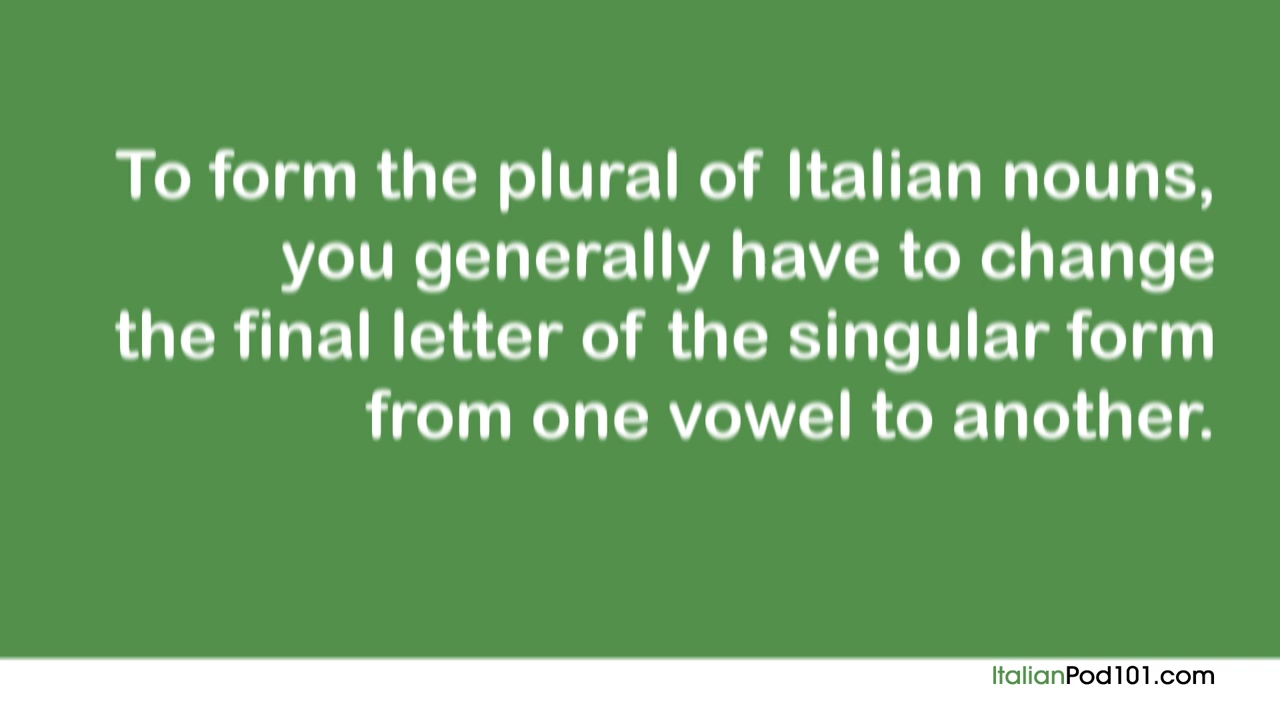 To form the plural of Italian nouns,
you generally have to change
the final letter of the singular form
from one vowel to another.
ItalianPod101.com